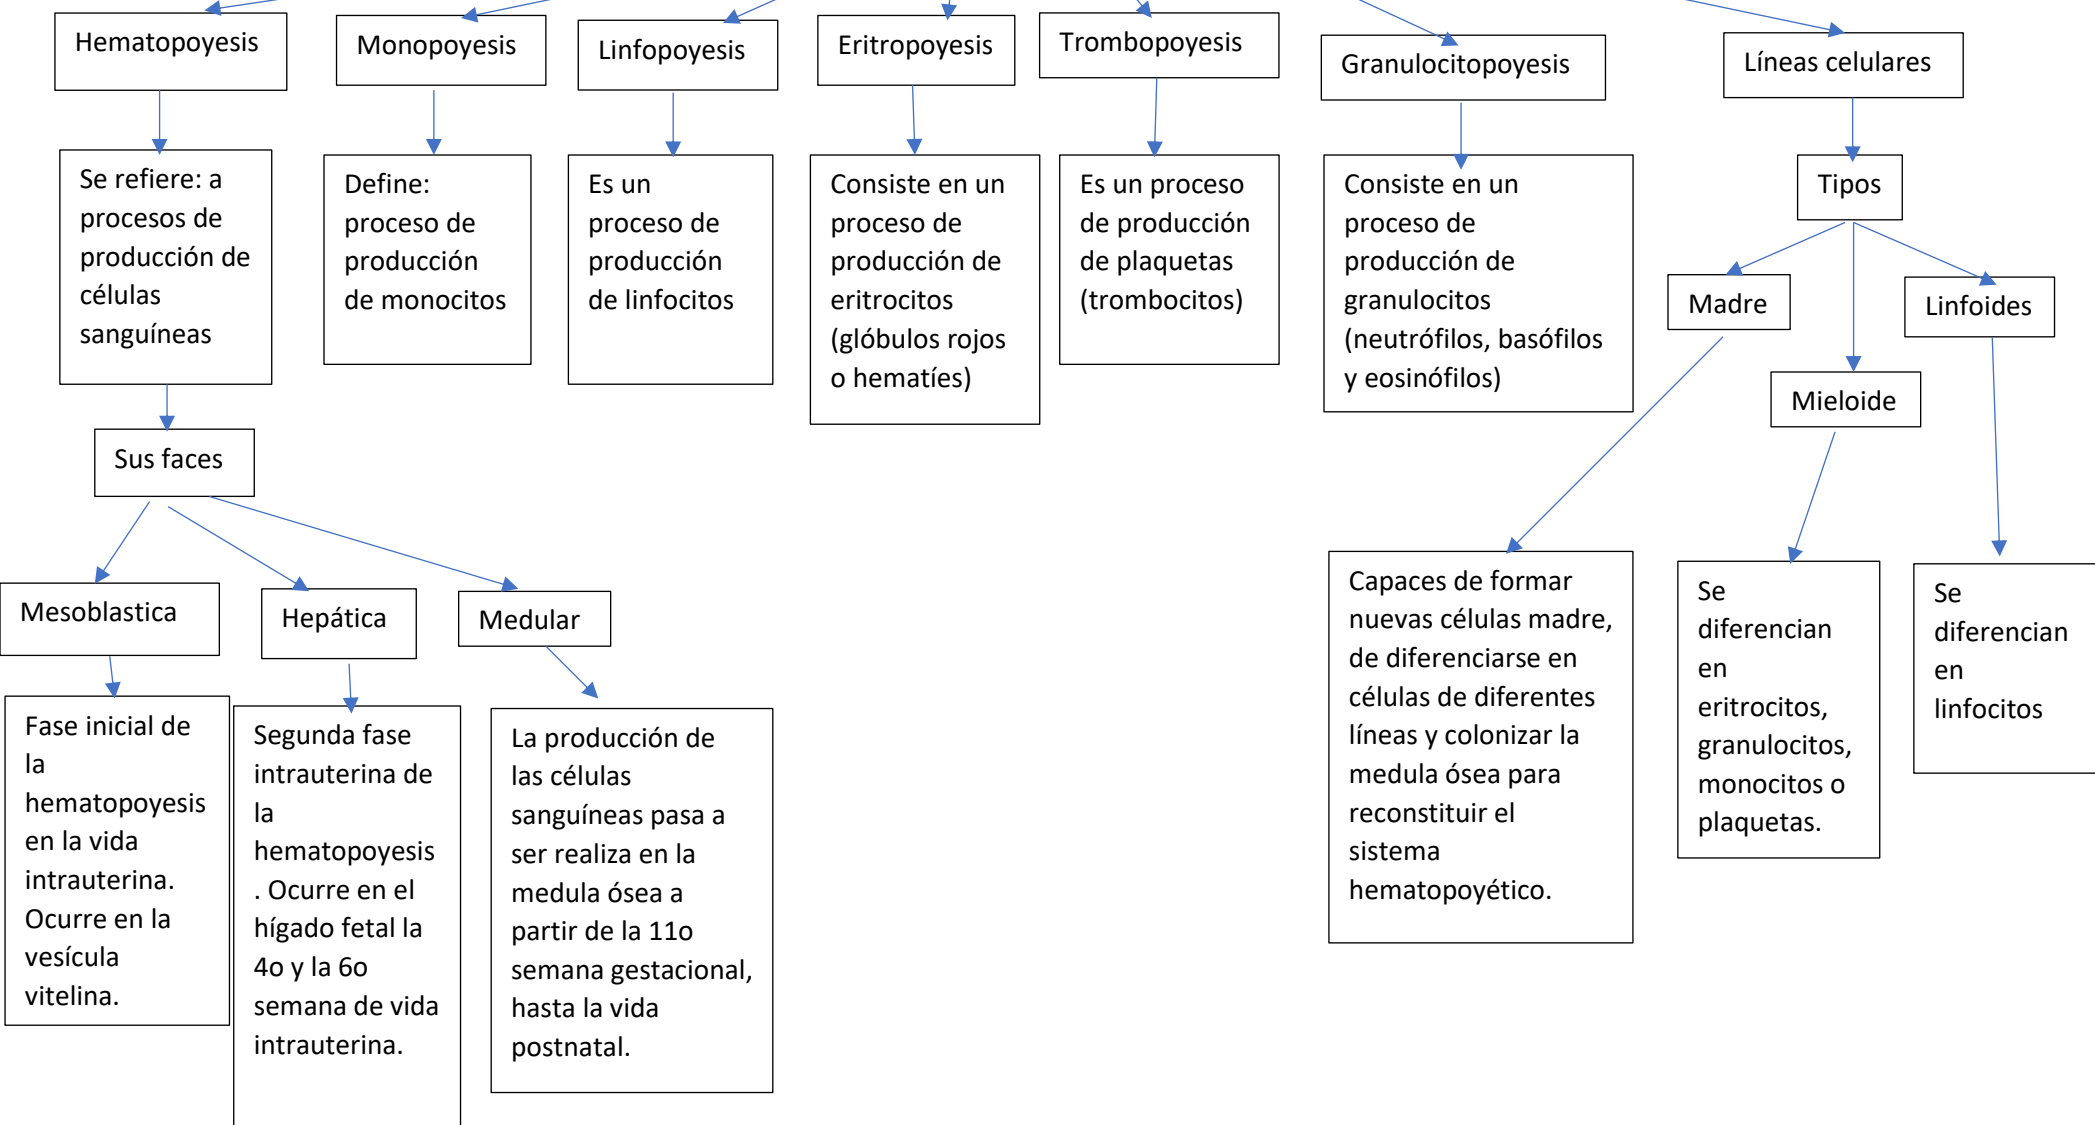 Hematopoyesis
Monopoyesis
Linfopoyesis
Eritropoyesis
Trombopoyesis
Granulocitopoyesis
Líneas celulares
Se refiere: a
procesos de
producción de
células
sanguíneas
Define:
proceso de
producción
de monocitos
Es un
proceso de
producción
de linfocitos
Consiste en un
proceso de
producción de
eritrocitos
(glóbulos rojos
o hematíes)
Es un proceso
de producción
de plaquetas
(trombocitos)
Consiste en un
proceso de
producción de
granulocitos
(neutrófilos, basófilos
y eosinófilos)
Tipos
Madre
Linfoides
Mieloide
Sus faces
Mesoblastica
Hepática
Medular
Fase inicial de
la
hematopoyesis
en la vida
intrauterina.
Ocurre en la
vesícula
vitelina.
Segunda fase
intrauterina de
la
hematopoyesis
. Ocurre en el
hígado fetal la
4o y la 6o
semana de vida
intrauterina.
La producción de
las células
sanguíneas pasa a
ser realiza en la
medula ósea a
partir de la 11o
semana gestacional,
hasta la vida
postnatal.
Capaces de formar
nuevas células madre,
de diferenciarse en
células de diferentes
líneas y colonizar la
medula ósea para
reconstituir el
sistema
hematopoyético.
Se
diferencian
en
eritrocitos,
granulocitos,
monocitos o
plaquetas.
Se
diferencian
en
linfocitos